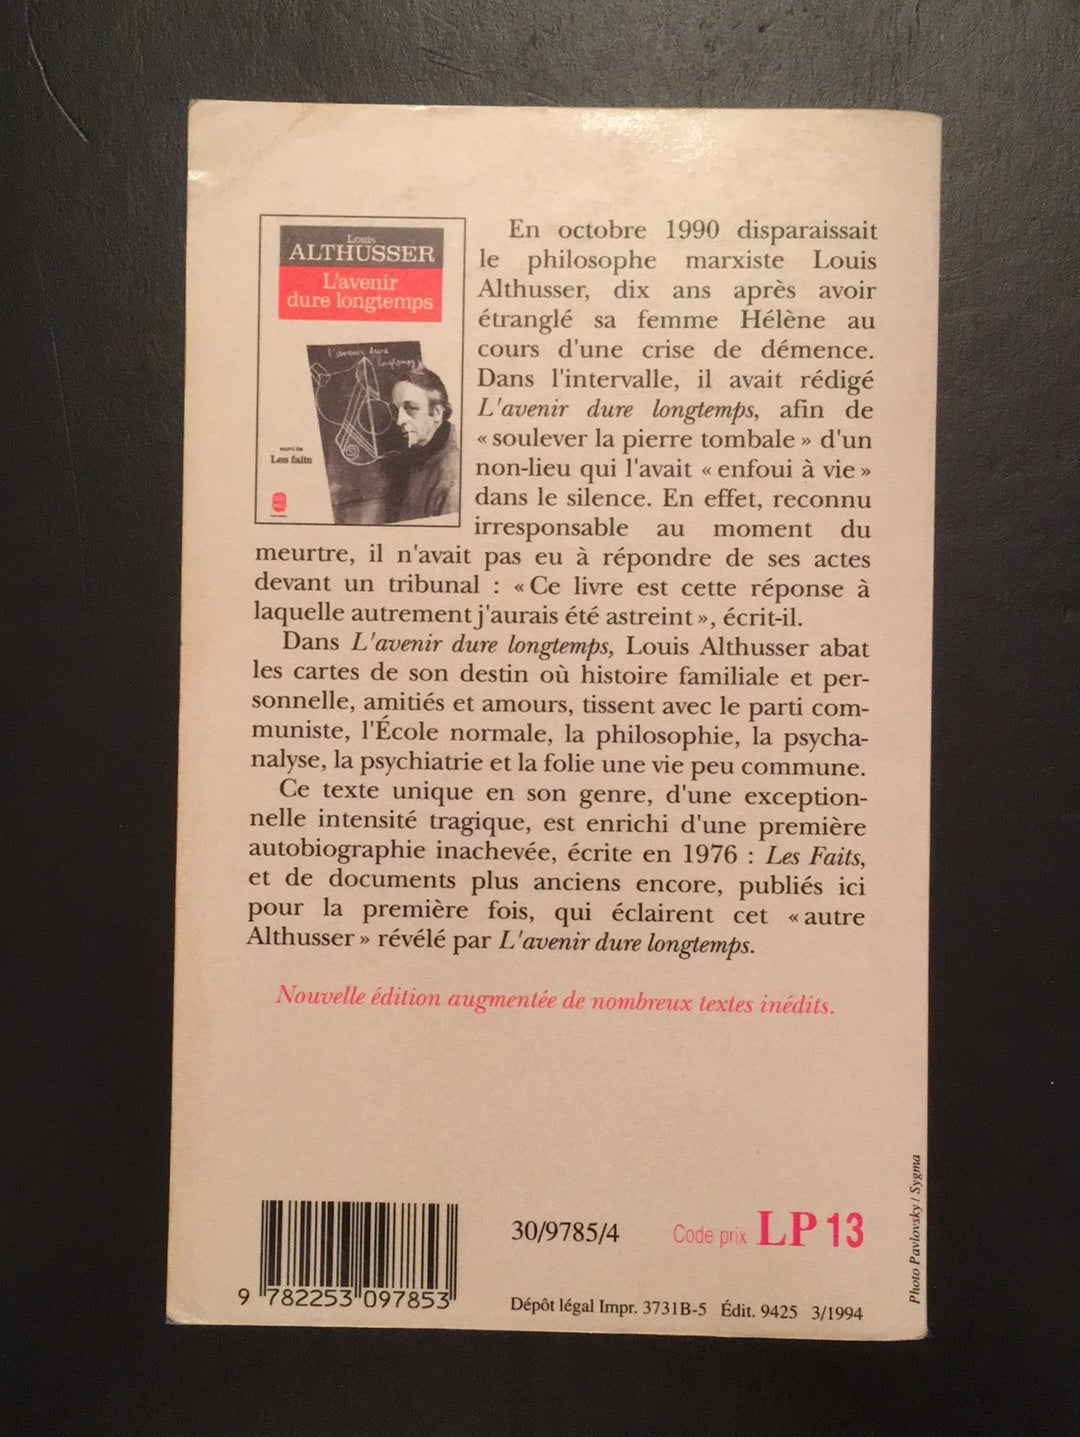 Louis
ALTHUSSER
L'avenir
dure longtemps
l'avenir dure
longtemps
suivi de
Les faits
En octobre 1990 disparaissait
le philosophe marxiste Louis
Althusser, dix ans après avoir
étranglé sa femme Hélène au
cours d'une crise de démence.
Dans l'intervalle, il avait rédigé
L'avenir dure longtemps, afin de
« soulever la pierre tombale » d'un
non-lieu qui l'avait « enfoui à vie »
dans le silence. En effet, reconnu
irresponsable au moment du
meurtre, il n'avait pas eu à répondre de ses actes
devant un tribunal : « Ce livre est cette réponse à
laquelle autrement j'aurais été astreint », écrit-il.
Dans L'avenir dure longtemps, Louis Althusser abat
les cartes de son destin où histoire familiale et per-
sonnelle, amitiés et amours, tissent avec le parti com-
muniste, l'École normale, la philosophie, la psycha-
nalyse, la psychiatrie et la folie une vie peu commune.
Ce texte unique en son genre, d'une exception-
nelle intensité tragique, est enrichi d'une première
autobiographie inachevée, écrite en 1976 : Les Faits,
et de documents plus anciens encore, publiés ici
pour la première fois, qui éclairent cet « autre
Althusser » révélé par L'avenir dure longtemps.
Nouvelle édition augmentée de nombreux textes inédits.
9 782253 097853
30/9785/4
Code prix LP 13
Dépôt légal Impr. 3731B-5 Édit. 9425 3/1994
Photo Pavlovsky / Sygma